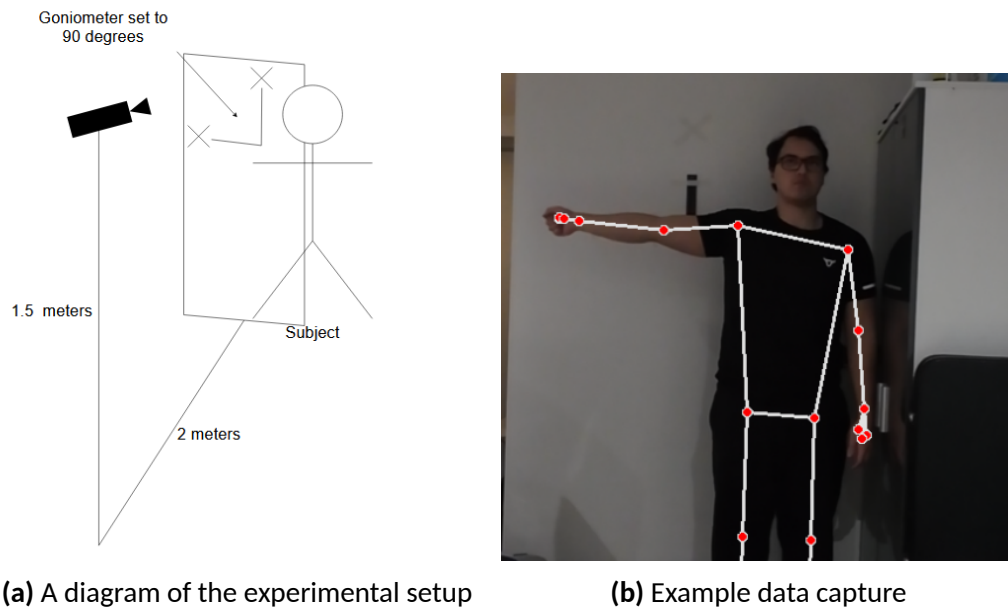 Goniometer set to
90 degrees
1.5 meters
Subject
2 meters
(a) A diagram of the experimental setup
(b) Example data capture